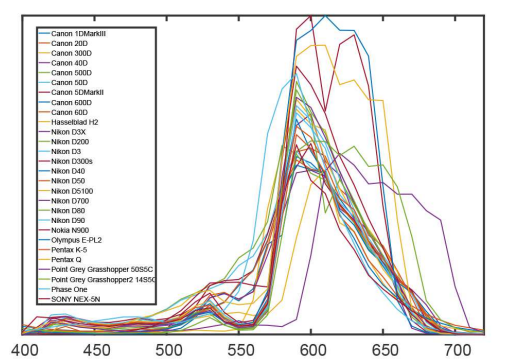 Canon 1DMarkIII
Canon 20D
Canon 300D
Canon 40D
Canon 500D
Canon 50D
Canon 5DMarkII
Canon 600D
Canon 60D
Hasselblad H2
Nikon D3X
Nikon D200
Nikon D3
Nikon D300s
Nikon D40
Nikon D50
Nikon D5100
Nikon D700
Nikon D80
Nikon D90
Nokia N900
Olympus E-PL2
Pentax K-5
Pentax Q
Point Grey Grasshopper 50S5C
Point Grey Grasshopper2 14S5C
Phase One
SONY NEX-5N
400 450 500 550 600 650 700